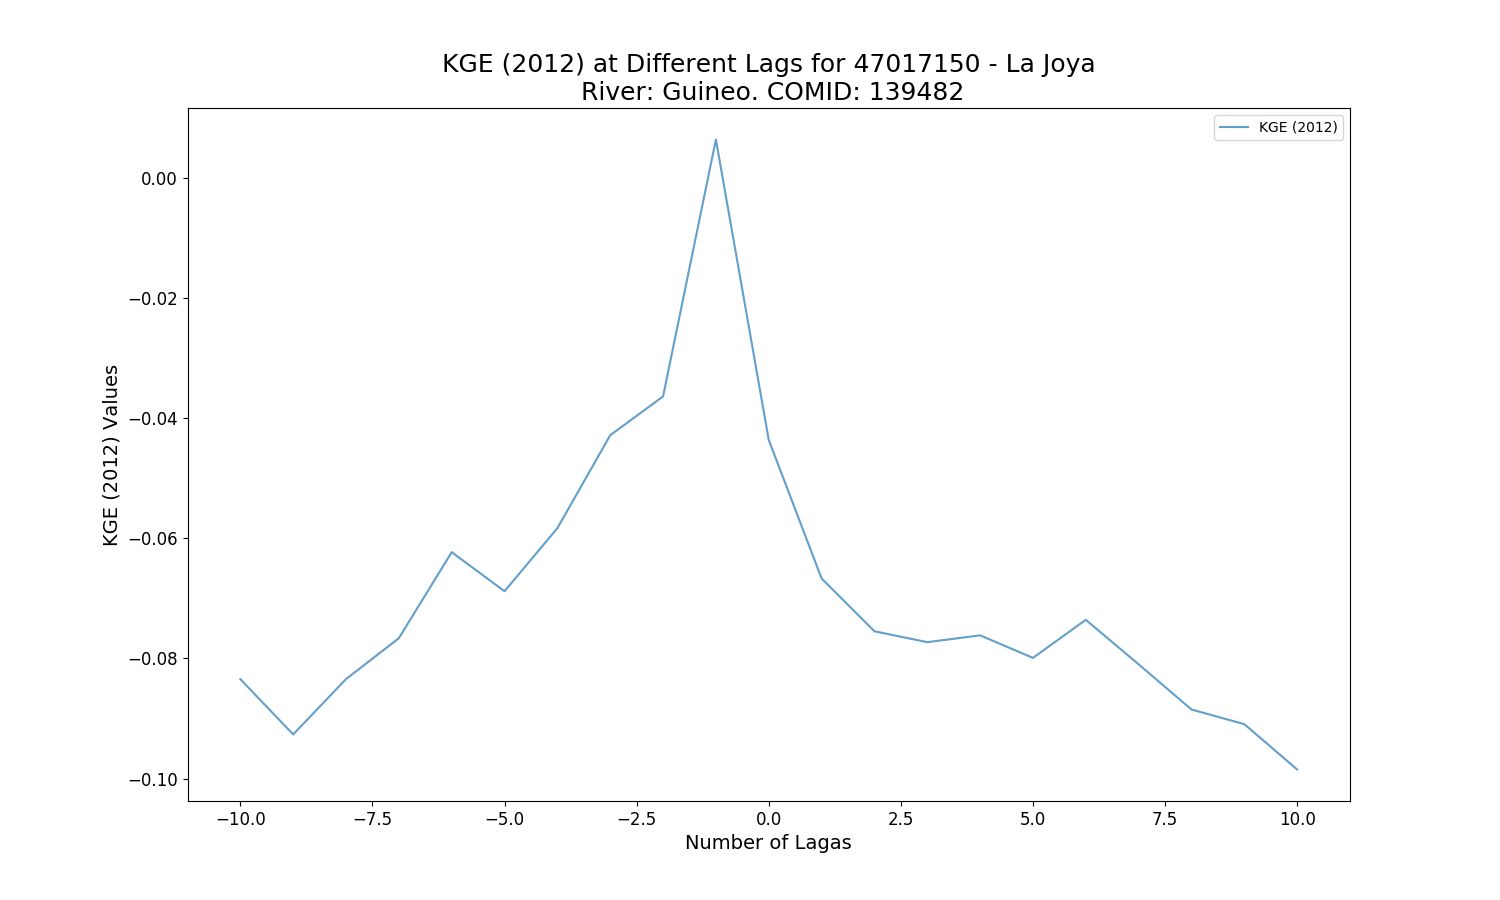 KGE (2012) at Different Lags for 47017150 - La Joya
River: Guineo. COMID: 139482
KGE (2012)
0.00
−0.02
−0.04
−0.06
−0.08
−0.10
KGE (2012) Values
−10.0 −7.5 −5.0 −2.5 0.0 2.5 5.0 7.5 10.0
Number of Lagas